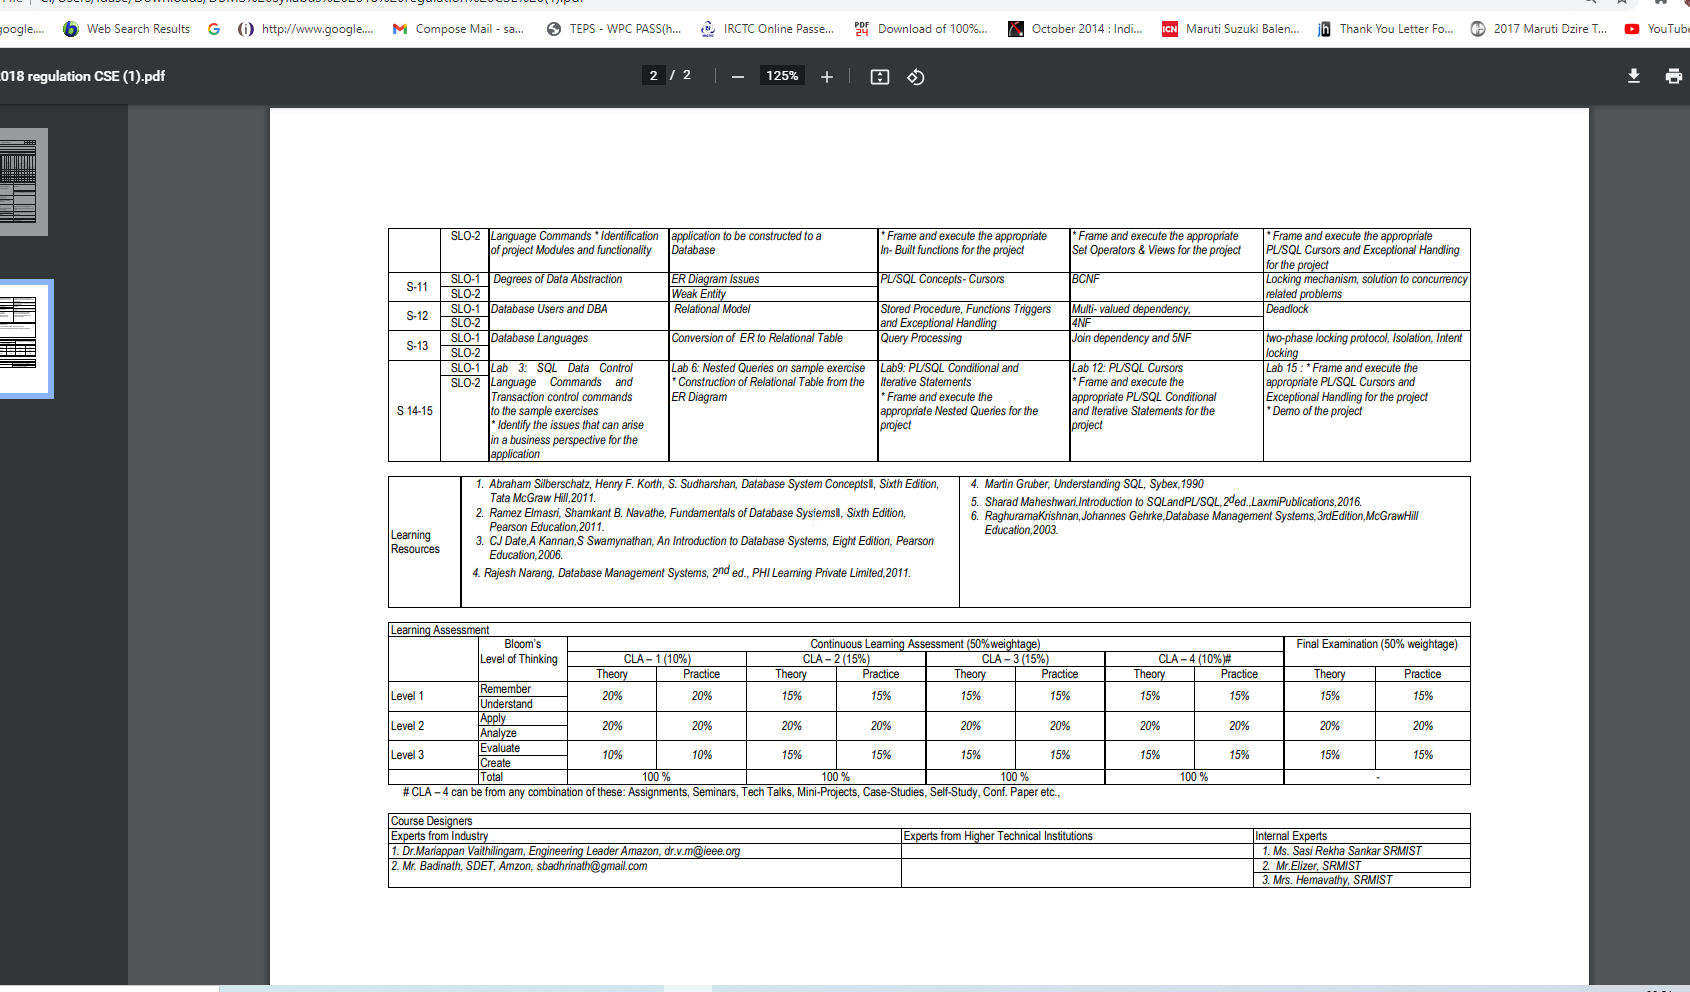 google.... Web Search Results http://www.google.... Compose Mail - sa... TEPS - WPC PASS(h... IRCTC Online Passe... Download of 100%... October 2014 : Indi... Maruti Suzuki Balen... Thank You Letter Fo... 2017 Maruti Dzire T... YouTube
018 regulation CSE (1).pdf 2 / 2 125%
SLO-2 Language Commands * Identification of project Modules and functionality
application to be constructed to a Database
* Frame and execute the appropriate In- Built functions for the project
* Frame and execute the appropriate Set Operators & Views for the project
* Frame and execute the appropriate PL/SQL Cursors and Exceptional Handling for the project
S-11 SLO-1 SLO-2 Degrees of Data Abstraction
ER Diagram Issues
Weak Entity
PL/SQL Concepts- Cursors
BCNF
Locking mechanism, solution to concurrency related problems
S-12 SLO-1 SLO-2 Database Users and DBA
Relational Model
Stored Procedure, Functions Triggers and Exceptional Handling
Multi- valued dependency,
4NF
Deadlock
S-13 SLO-1 SLO-2 Database Languages
Conversion of ER to Relational Table
Query Processing
Join dependency and 5NF
two-phase locking protocol, Isolation, Intent locking
S 14-15 SLO-1 SLO-2
Lab 3: SQL Data Control
Language Commands and
Transaction control commands
to the sample exercises
* Identify the issues that can arise
in a business perspective for the
application
Lab 6: Nested Queries on sample exercise
* Construction of Relational Table from the
ER Diagram
Lab9: PL/SQL Conditional and
Iterative Statements
* Frame and execute the
appropriate Nested Queries for the
project
Lab 12: PL/SQL Cursors
* Frame and execute the
appropriate PL/SQL Conditional
and Iterative Statements for the
project
Lab 15 : * Frame and execute the
appropriate PL/SQL Cursors and
Exceptional Handling for the project
* Demo of the project
Learning
Resources
1. Abraham Silberschatz, Henry F. Korth, S. Sudharshan, Database System Concepts‖, Sixth Edition,
Tata McGraw Hill,2011.
2. Ramez Elmasri, Shamkant B. Navathe, Fundamentals of Database Systems‖, Sixth Edition,
Pearson Education,2011.
3. CJ Date,A Kannan,S Swamynathan, An Introduction to Database Systems, Eight Edition, Pearson
Education,2006.
4. Rajesh Narang, Database Management Systems, 2nd ed., PHI Learning Private Limited,2011.
4. Martin Gruber, Understanding SQL, Sybex,1990
5. Sharad Maheshwari,Introduction to SQLandPL/SQL,2ded.,LaxmiPublications,2016.
6. RaghuramaKrishnan,Johannes Gehrke,Database Management Systems,3rdEdition,McGrawHill
Education,2003.
Learning Assessment
Bloom's
Level of Thinking
Continuous Learning Assessment (50%weightage) Final Examination (50% weightage)
CLA – 1 (10%) CLA – 2 (15%) CLA – 3 (15%) CLA – 4 (10%)#
Theory Practice Theory Practice Theory Practice Theory Practice Theory Practice
Level 1 Remember Understand 20% 20% 15% 15% 15% 15% 15% 15% 15% 15%
Level 2 Apply Analyze 20% 20% 20% 20% 20% 20% 20% 20% 20% 20%
Level 3 Evaluate Create 10% 10% 15% 15% 15% 15% 15% 15% 15% 15%
Total 100 % 100 % 100 % 100 % -
# CLA – 4 can be from any combination of these: Assignments, Seminars, Tech Talks, Mini-Projects, Case-Studies, Self-Study, Conf. Paper etc.,
Course Designers
Experts from Industry Experts from Higher Technical Institutions Internal Experts
1. Dr.Mariappan Vaithilingam, Engineering Leader Amazon, dr.v.m@ieee.org 1. Ms. Sasi Rekha Sankar SRMIST
2. Mr. Badinath, SDET, Amzon, sbadhrinath@gmail.com 2. Mr.Elizer, SRMIST
3. Mrs. Hemavathy, SRMIST